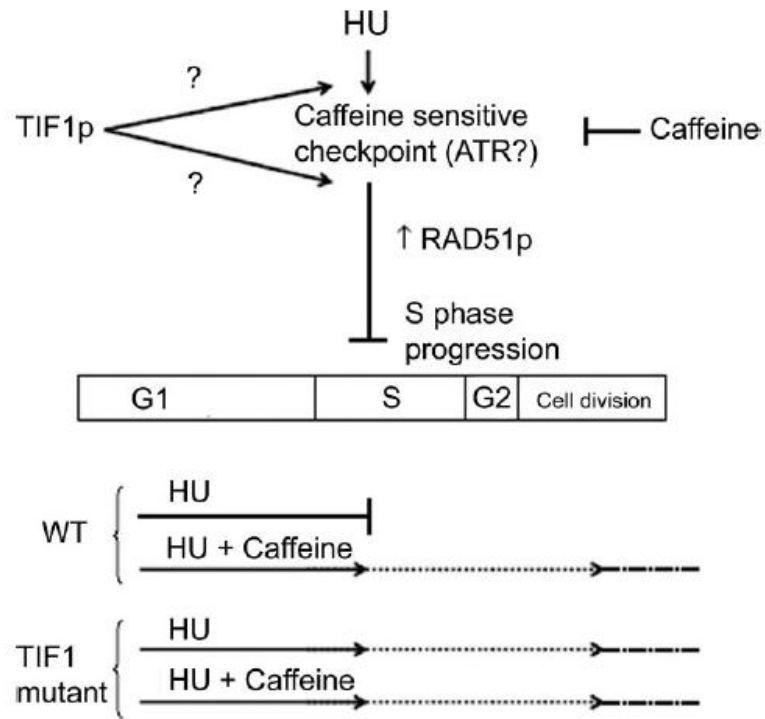 HU
?
TIF1p
Caffeine sensitive
checkpoint (ATR?)
Caffeine
?
↑ RAD51p
S phase
progression
G1 S G2 Cell division
WT
HU
HU + Caffeine
TIF1
mutant
HU
HU + Caffeine